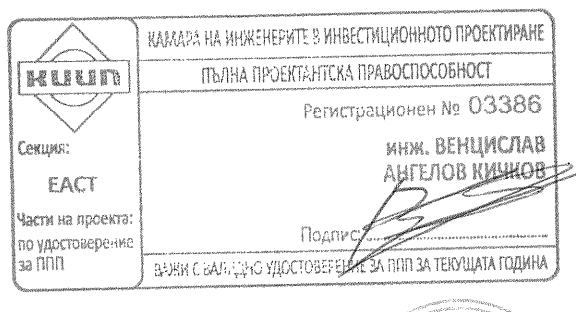 КАМАРА НА ИНЖЕНЕРИТЕ В ИНВЕСТИЦИОННОТО ПРОЕКТИРАНЕ
ПЪЛНА ПРОЕКТАНТСКА ПРАВОСПОСОБНОСТ
КИИП
Регистрационен № 03386
Секция:
ЕАСТ
инж. ВЕНЦИСЛАВ
АНГЕЛОВ КИЧКОВ
Части на проекта:
по удостоверение
за ППП
Подпис:
ВАЖИ С ВАЛИДНО УДОСТОВЕРЕНИЕ ЗА ППП ЗА ТЕКУЩАТА ГОДИНА